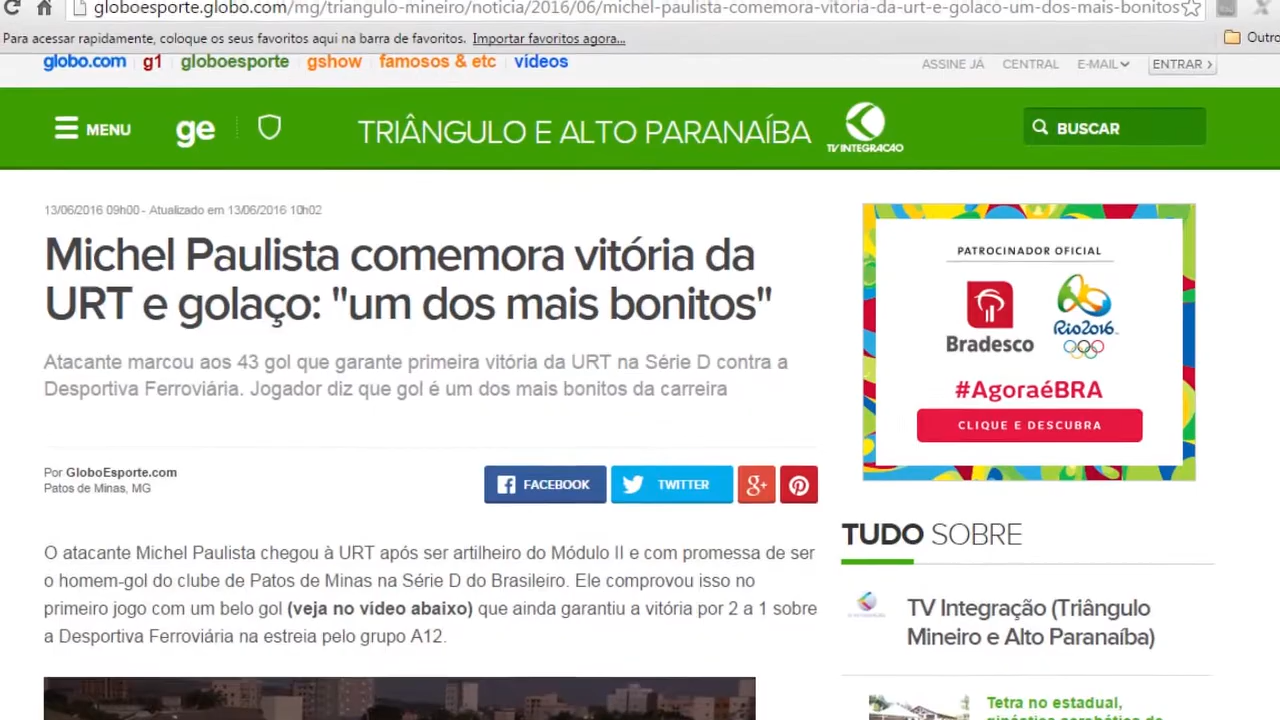 globoesporte.globo.com/mg/triangulo-mineiro/noticia/2016/06/michel-paulista-comemora-vitoria-da-urt-e-golaco-um-dos-mais-bonitos
Para acessar rapidamente, coloque os seus favoritos aqui na barra de favoritos. Importar favoritos agora...
Outro
globo.com g1 globoesporte gshow famosos & etc vídeos
ASSINE JÁ CENTRAL E-MAIL ENTRAR >
MENU ge TRIÂNGULO E ALTO PARANAÍBA TV INTEGRAÇÃO BUSCAR
13/06/2016 09h00 - Atualizado em 13/06/2016 10h02
Michel Paulista comemora vitória da
URT e golaço: "um dos mais bonitos"
Atacante marcou aos 43 gol que garante primeira vitória da URT na Série D contra a
Desportiva Ferroviária. Jogador diz que gol é um dos mais bonitos da carreira
Por GloboEsporte.com
Patos de Minas, MG
FACEBOOK TWITTER g+
O atacante Michel Paulista chegou à URT após ser artilheiro do Módulo II e com promessa de ser
o homem-gol do clube de Patos de Minas na Série D do Brasileiro. Ele comprovou isso no
primeiro jogo com um belo gol (veja no vídeo abaixo) que ainda garantiu a vitória por 2 a 1 sobre
a Desportiva Ferroviária na estreia pelo grupo A12.
PATROCINADOR OFICIAL
Bradesco Rio2016
#AgoraéBRA
CLIQUE E DESCUBRA
TUDO SOBRE
TV Integração (Triângulo
Mineiro e Alto Paranaíba)
Tetra no estadual,